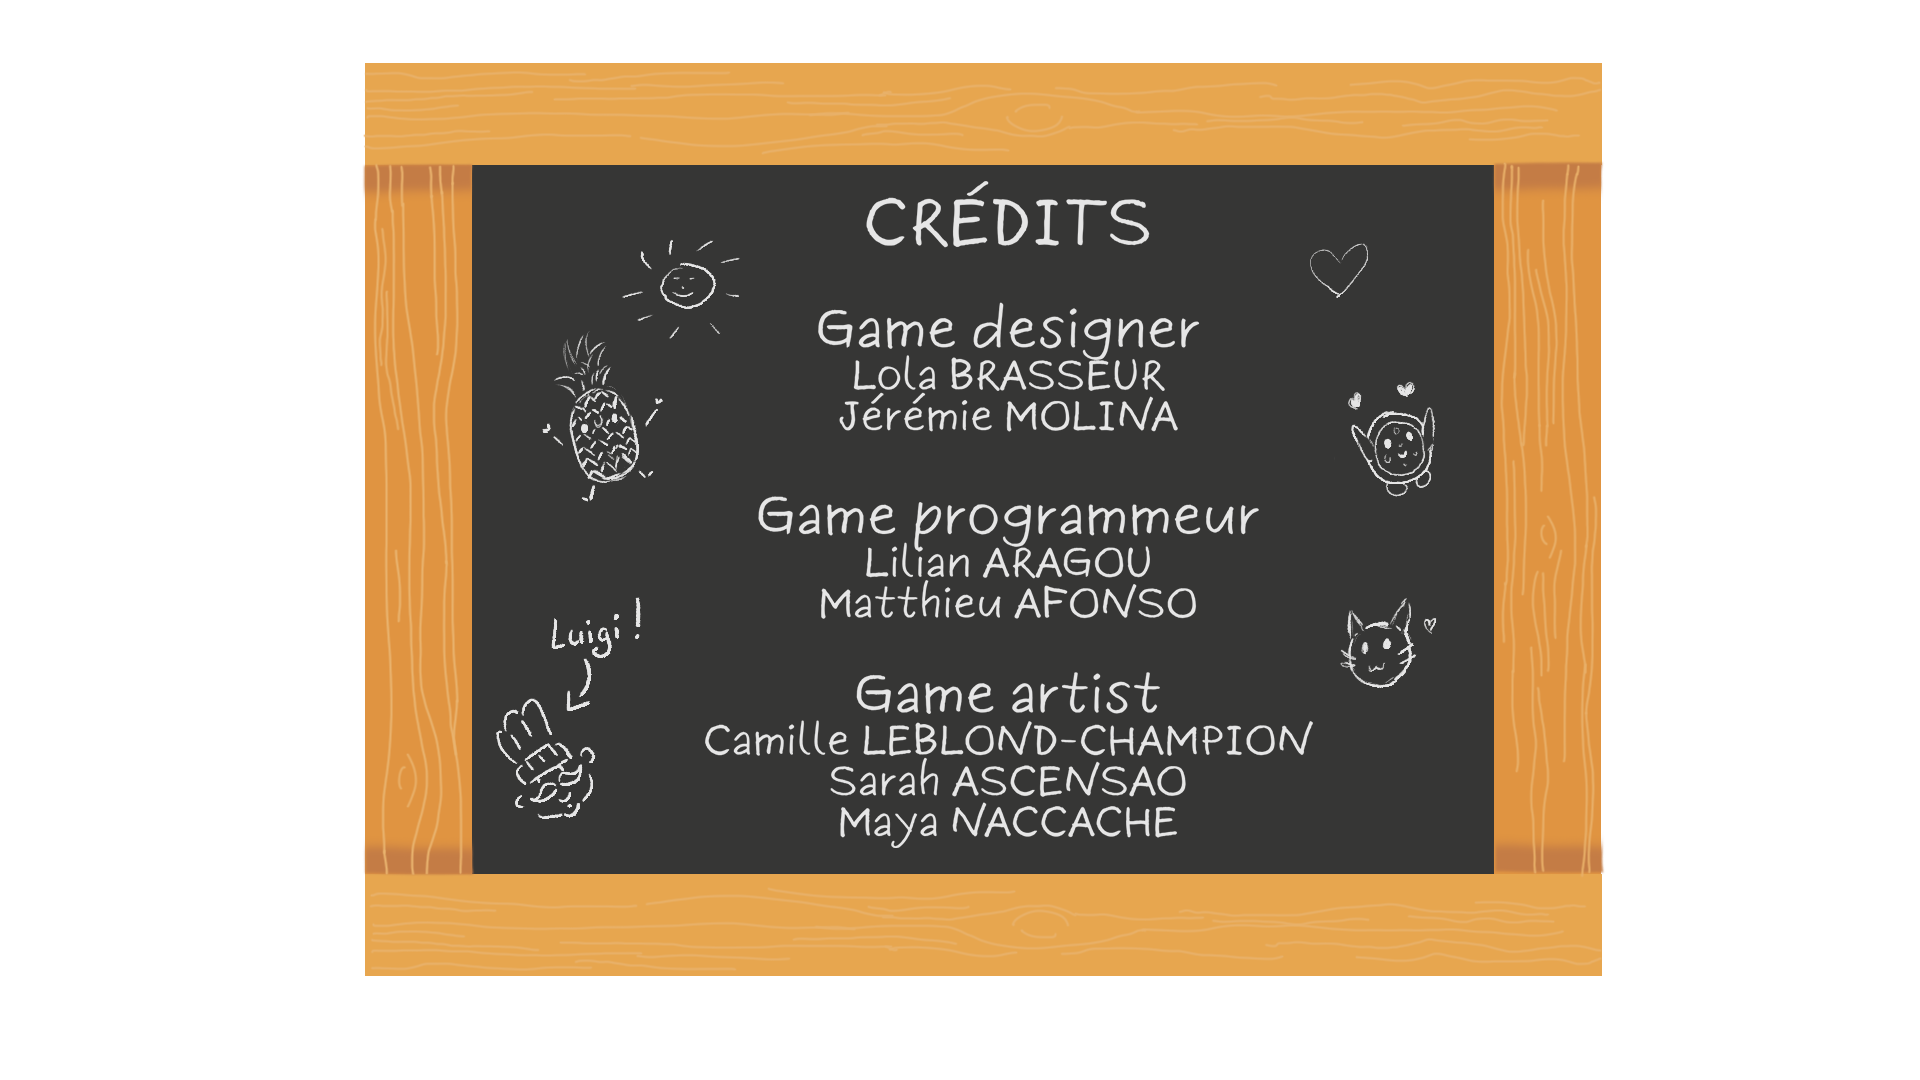 CRÉDITS
Game designer
Lola BRASSEUR
Jérémie MOLINA
Game programmeur
Lilian ARAGOU
Matthieu AFONSO
Luigi !
Game artist
Camille LEBLOND-CHAMPION
Sarah ASCENSAO
Maya NACCACHE